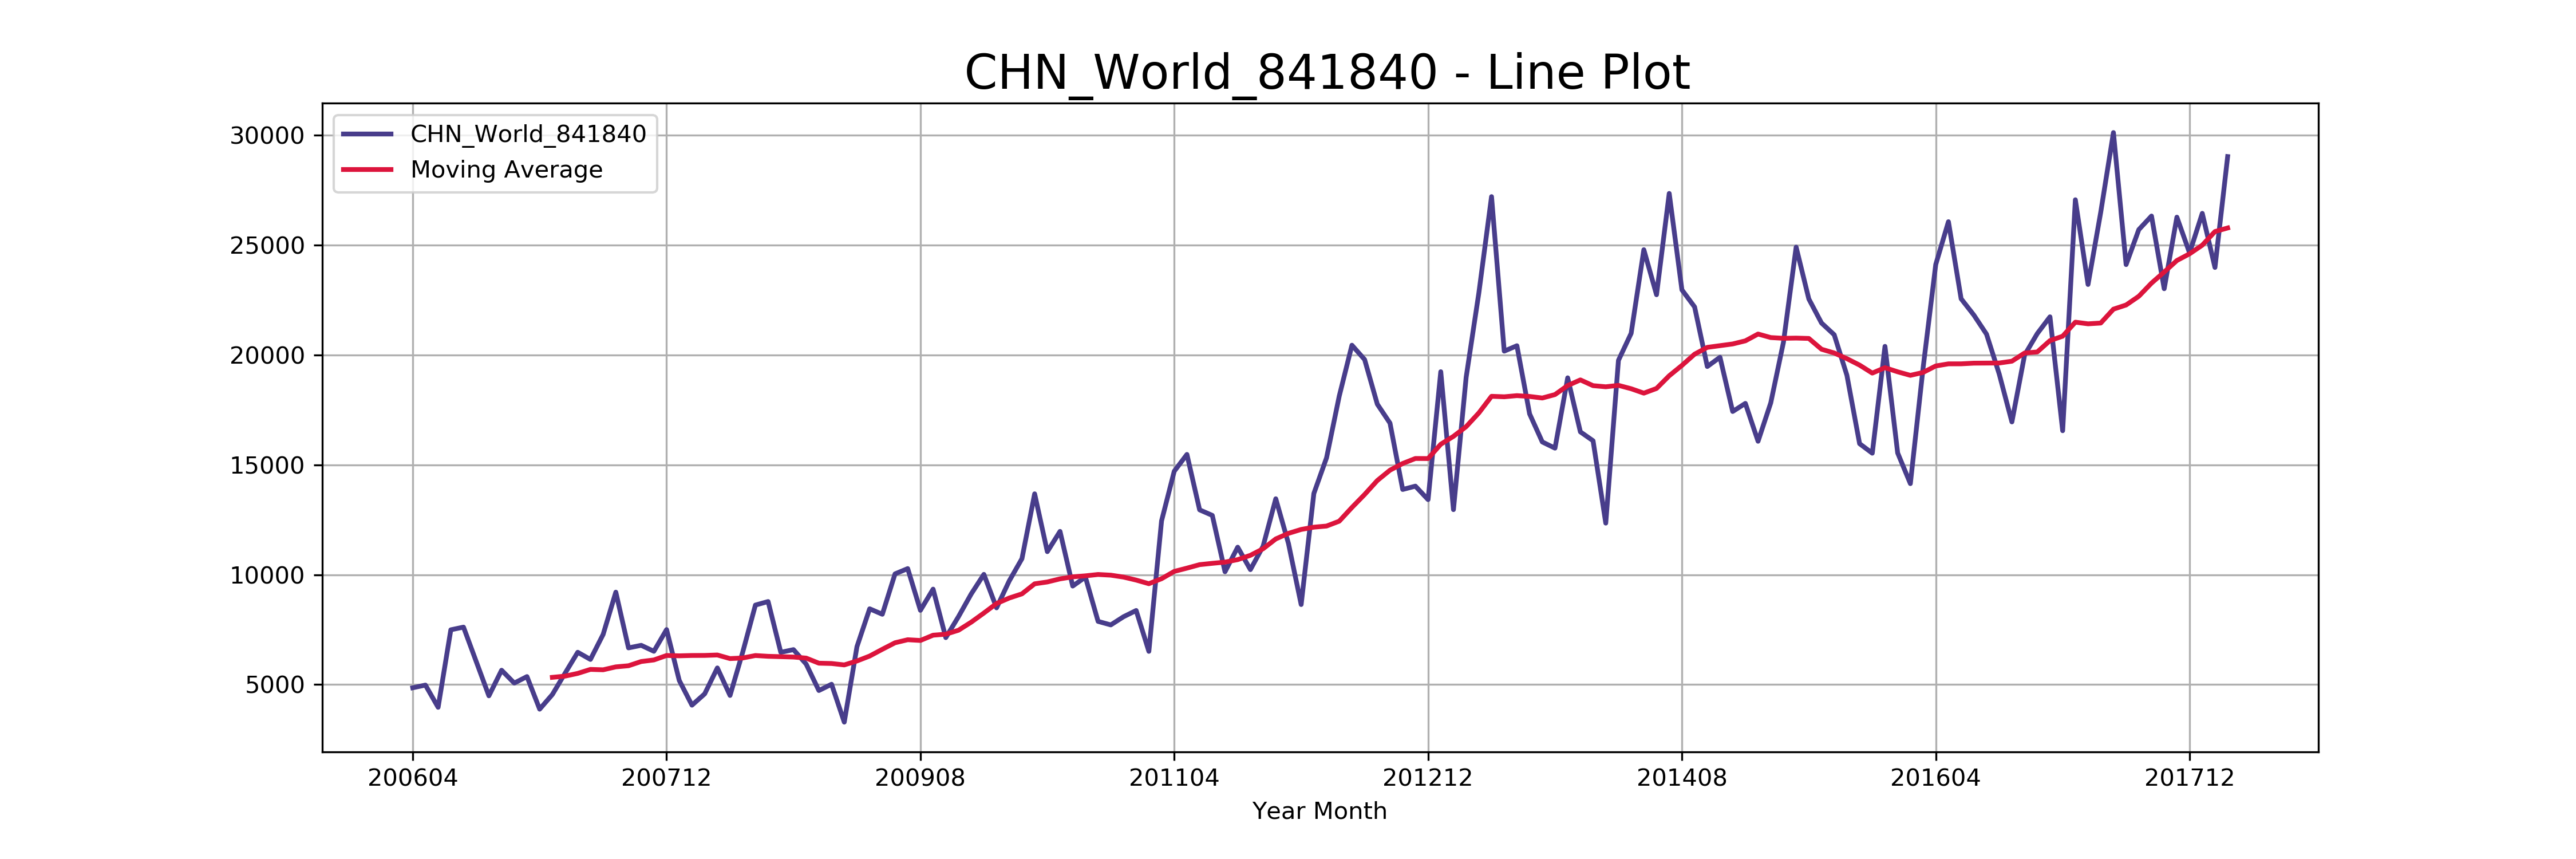 CHN_World_841840 - Line Plot
CHN_World_841840
Moving Average
30000
25000
20000
15000
10000
5000
200604 200712 200908 201104 201212 201408 201604 201712
Year Month